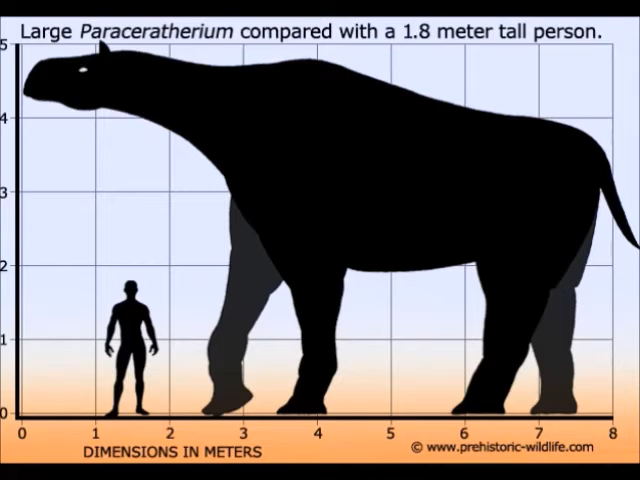 Large Paraceratherium compared with a 1.8 meter tall person.
5
4
3
2
1
0
0 1 2 3 4 5 6 7 8
DIMENSIONS IN METERS
© www.prehistoric-wildlife.com